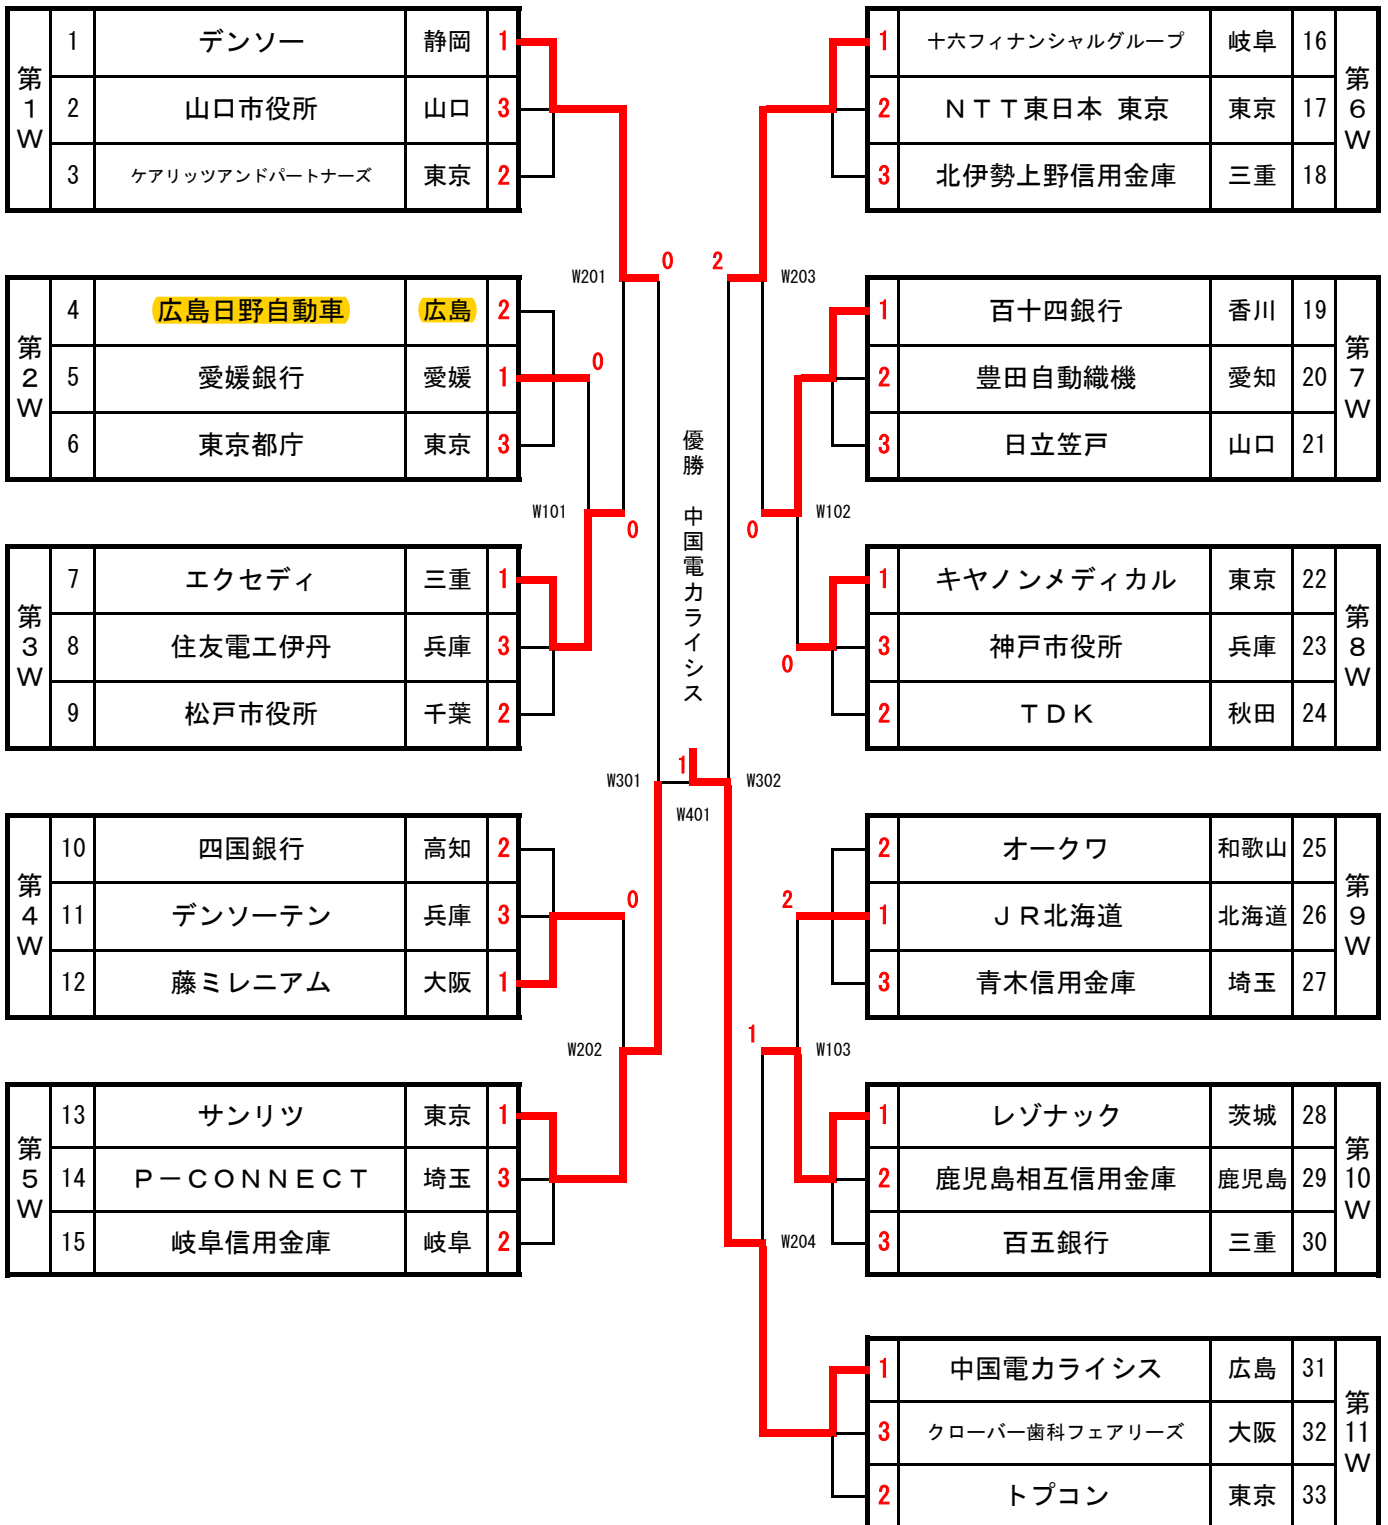 第1W
1 デンソー 静岡 1
2 山口市役所 山口 3
3 ケアリッツアンドパートナーズ 東京 2
第2W
4 広島日野自動車 広島 2
5 愛媛銀行 愛媛 1
6 東京都庁 東京 3
第3W
7 エクセディ 三重 1
8 住友電工伊丹 兵庫 3
9 松戸市役所 千葉 2
第4W
10 四国銀行 高知 2
11 デンソーテン 兵庫 3
12 藤ミレニアム 大阪 1
第5W
13 サンリツ 東京 1
14 P－CONNECT 埼玉 3
15 岐阜信用金庫 岐阜 2
W201
0
0
W101
0
W301
0
W202
優勝 中国電力ライシス
1
W401
2
W203
W102
0
0
W302
2
1
W103
W204
第6W
1 十六フィナンシャルグループ 岐阜 16
2 NTT東日本 東京 東京 17
3 北伊勢上野信用金庫 三重 18
第7W
1 百十四銀行 香川 19
2 豊田自動織機 愛知 20
3 日立笠戸 山口 21
第8W
1 キヤノンメディカル 東京 22
3 神戸市役所 兵庫 23
2 TDK 秋田 24
第9W
2 オークワ 和歌山 25
1 JR北海道 北海道 26
3 青木信用金庫 埼玉 27
第10W
1 レゾナック 茨城 28
2 鹿児島相互信用金庫 鹿児島 29
3 百五銀行 三重 30
第11W
1 中国電力ライシス 広島 31
3 クローバー歯科フェアリーズ 大阪 32
2 トプコン 東京 33